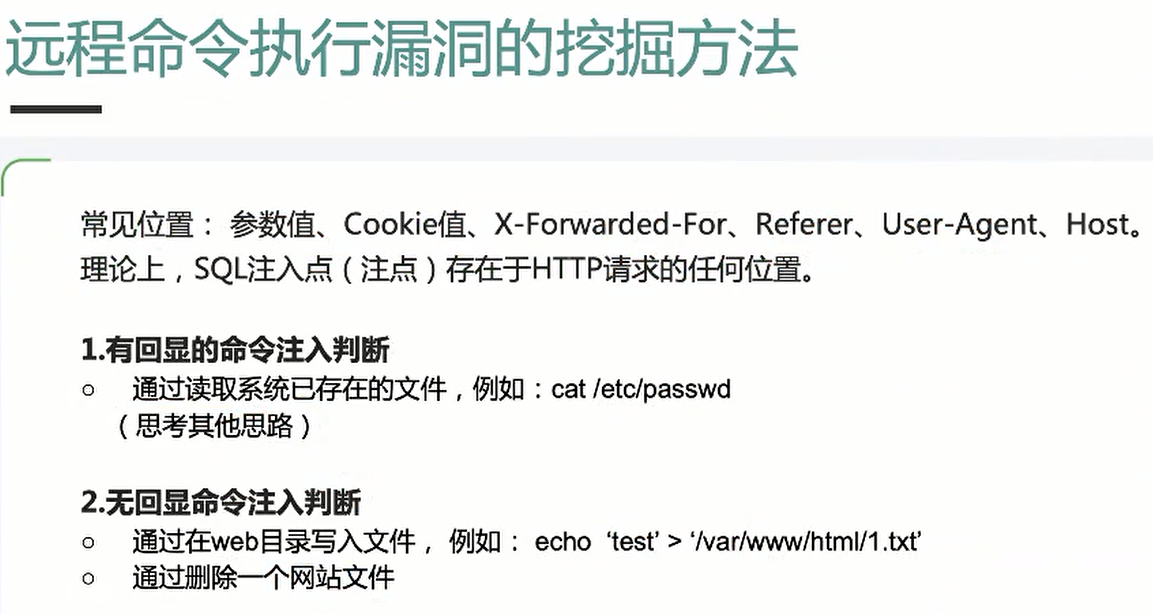 远程命令执行漏洞的挖掘方法
常见位置： 参数值、Cookie值、X-Forwarded-For、Referer、User-Agent、Host。
理论上，SQL注入点（注点）存在于HTTP请求的任何位置。
1.有回显的命令注入判断
○ 通过读取系统已存在的文件，例如：cat /etc/passwd
（思考其他思路）
2.无回显命令注入判断
○ 通过在web目录写入文件， 例如： echo ‘test’ > ‘/var/www/html/1.txt’
○ 通过删除一个网站文件